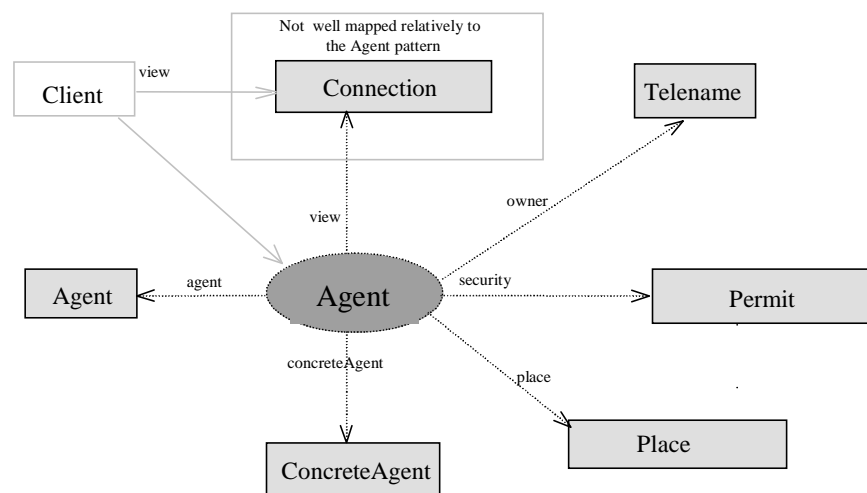 Not well mapped relatively to
the Agent pattern
view
Client
Connection
Telename
owner
view
agent
security
Agent
Agent
Permit
concreteAgent
place
Place
ConcreteAgent